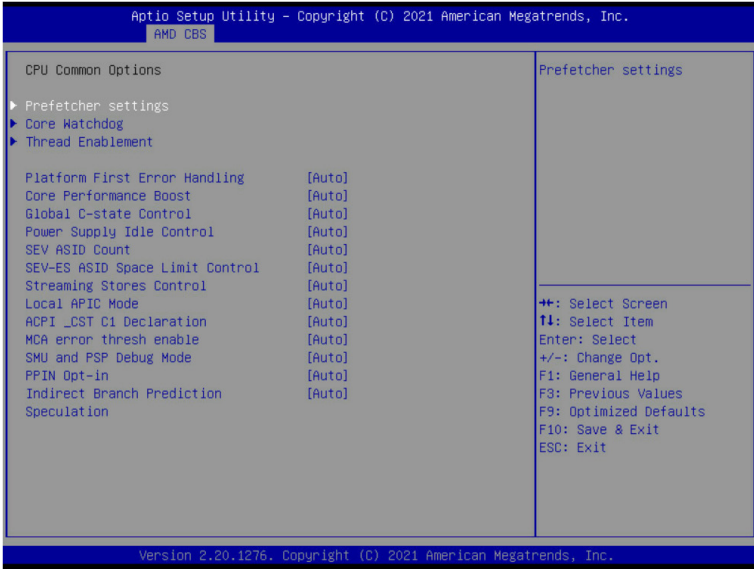 Aptio Setup Utility – Copyright (C) 2021 American Megatrends, Inc.
AMD CBS
CPU Common Options
Prefetcher settings
Core Watchdog
Thread Enablement
Platform First Error Handling [Auto]
Core Performance Boost [Auto]
Global C-state Control [Auto]
Power Supply Idle Control [Auto]
SEV ASID Count [Auto]
SEV-ES ASID Space Limit Control [Auto]
Streaming Stores Control [Auto]
Local APIC Mode [Auto]
ACPI _CST C1 Declaration [Auto]
MCA error thresh enable [Auto]
SMU and PSP Debug Mode [Auto]
PPIN Opt-in [Auto]
Indirect Branch Prediction [Auto]
Speculation
Prefetcher settings
→←: Select Screen
↑↓: Select Item
Enter: Select
+/-: Change Opt.
F1: General Help
F3: Previous Values
F9: Optimized Defaults
F10: Save & Exit
ESC: Exit
Version 2.20.1276. Copyright (C) 2021 American Megatrends, Inc.